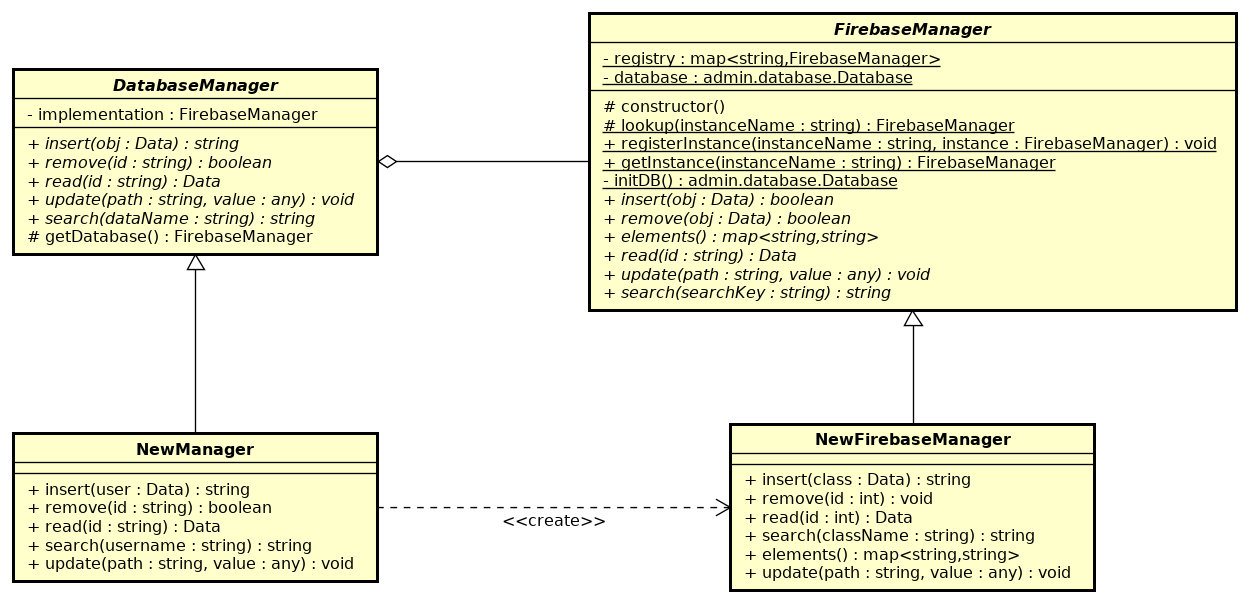 DatabaseManager
- implementation : FirebaseManager
+ insert(obj : Data) : string
+ remove(id : string) : boolean
+ read(id : string) : Data
+ update(path : string, value : any) : void
+ search(dataName : string) : string
# getDatabase() : FirebaseManager
FirebaseManager
- registry : map<string,FirebaseManager>
- database : admin.database.Database
# constructor()
# lookup(instanceName : string) : FirebaseManager
+ registerInstance(instanceName : string, instance : FirebaseManager) : void
+ getInstance(instanceName : string) : FirebaseManager
- initDB() : admin.database.Database
+ insert(obj : Data) : boolean
+ remove(obj : Data) : boolean
+ elements() : map<string,string>
+ read(id : string) : Data
+ update(path : string, value : any) : void
+ search(searchKey : string) : string
NewManager
+ insert(user : Data) : string
+ remove(id : string) : boolean
+ read(id : string) : Data
+ search(username : string) : string
+ update(path : string, value : any) : void
<<create>>
NewFirebaseManager
+ insert(class : Data) : string
+ remove(id : int) : void
+ read(id : int) : Data
+ search(className : string) : string
+ elements() : map<string,string>
+ update(path : string, value : any) : void